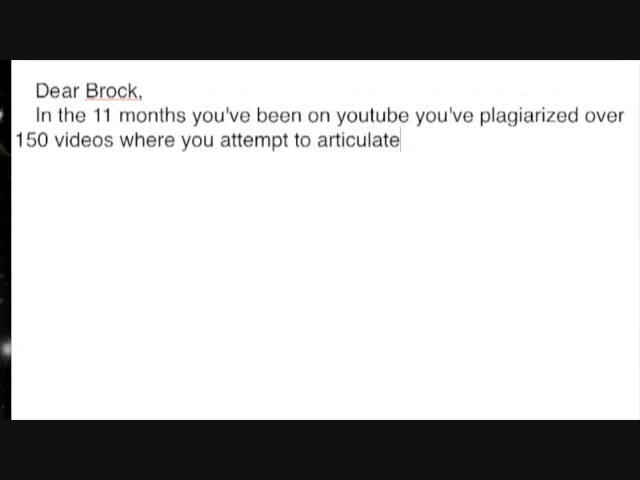 Dear Brock,
In the 11 months you've been on youtube you've plagiarized over
150 videos where you attempt to articulate